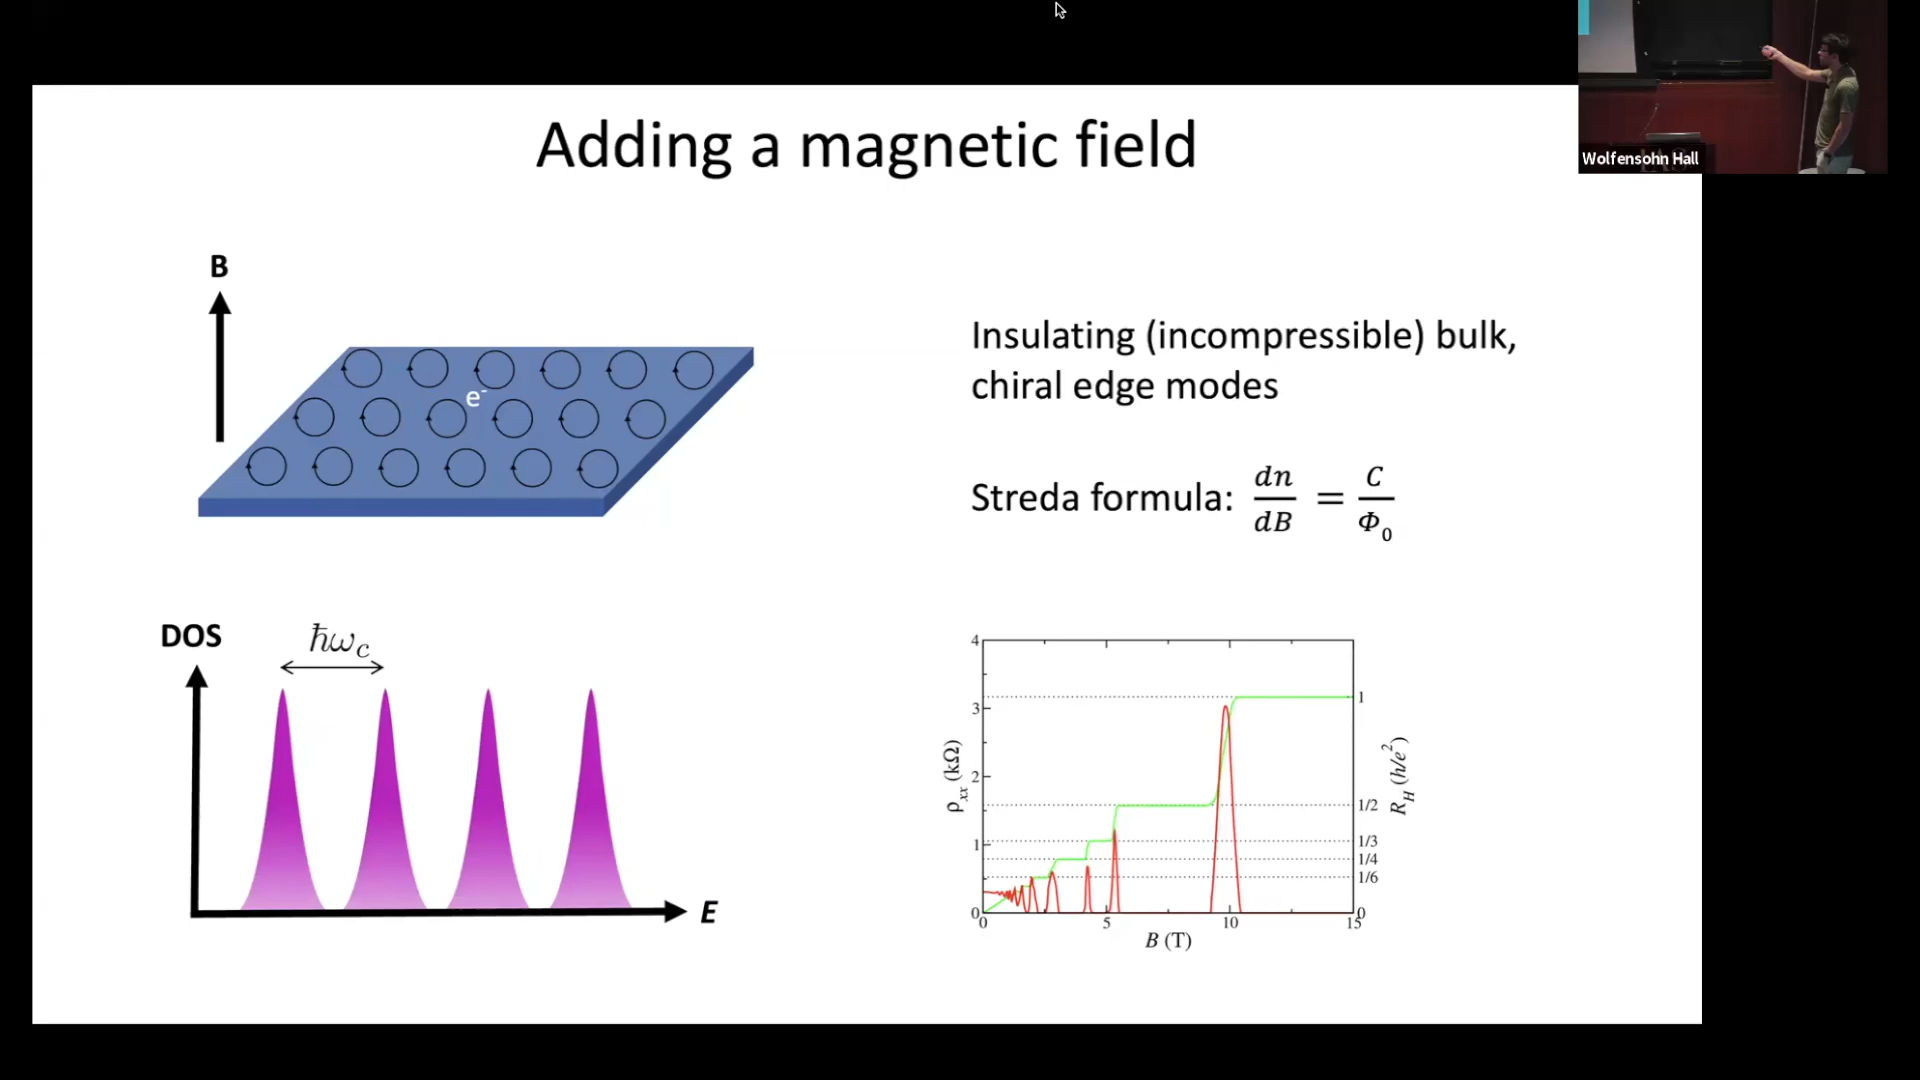 Adding a magnetic field
Wolfensohn Hall
B
e⁻
Insulating (incompressible) bulk,
chiral edge modes
Streda formula: dn/dB = C/Φ₀
DOS
ħω_c
E
4
3
2
1
0
ρxx (kΩ)
0 5 10 15
B (T)
1
1/2
1/3
1/4
1/6
0
R_H (h/e²)